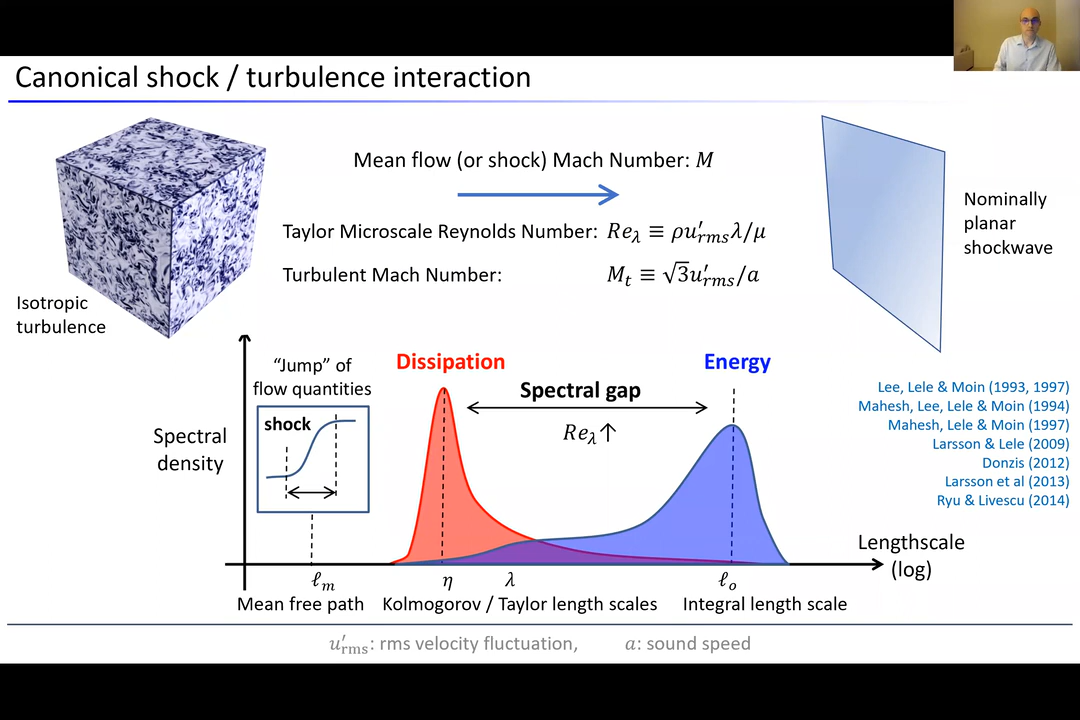 Canonical shock / turbulence interaction
Mean flow (or shock) Mach Number: M
Taylor Microscale Reynolds Number: Re_λ ≡ ρu′_rms λ/μ
Turbulent Mach Number: M_t ≡ √3u′_rms/a
Isotropic
turbulence
Nominally
planar
shockwave
"Jump" of
flow quantities
shock
Dissipation
Energy
Spectral gap
Re_λ↑
Spectral
density
Lee, Lele & Moin (1993, 1997)
Mahesh, Lee, Lele & Moin (1994)
Mahesh, Lele & Moin (1997)
Larsson & Lele (2009)
Donzis (2012)
Larsson et al (2013)
Ryu & Livescu (2014)
Lengthscale
(log)
ℓ_m η λ ℓ_o
Mean free path Kolmogorov / Taylor length scales Integral length scale
u′_rms: rms velocity fluctuation, a: sound speed